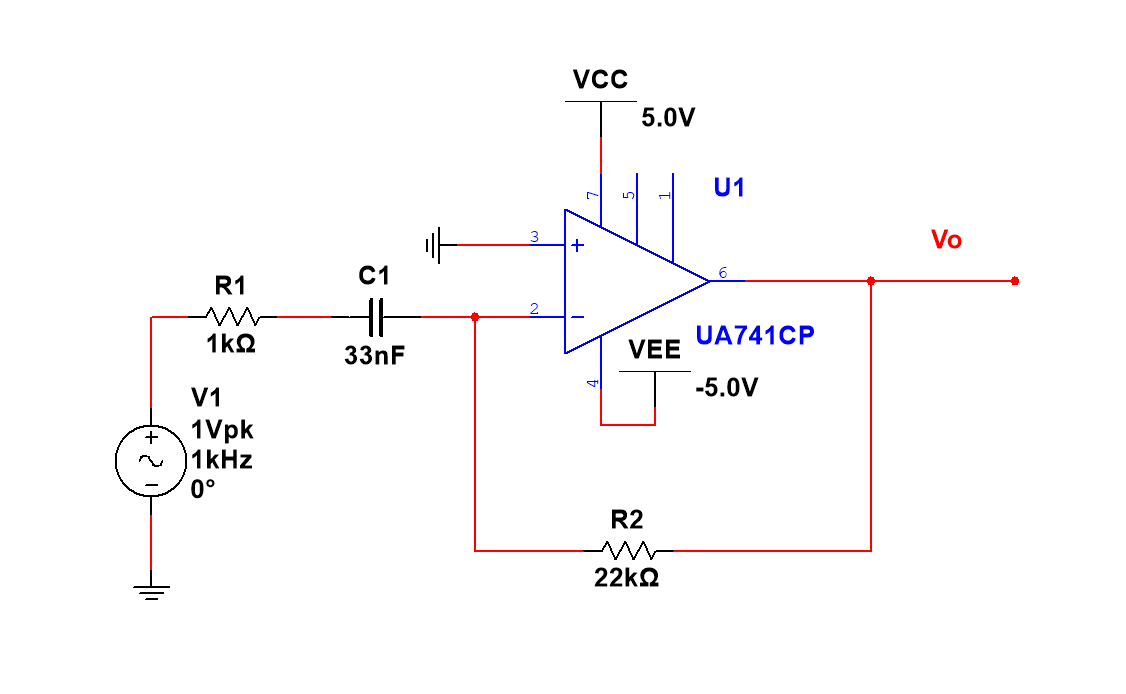 VCC
5.0V
7
5
1
U1
3
+
Vo
6
R1
1kΩ
C1
33nF
2
−
UA741CP
VEE
-5.0V
4
V1
1Vpk
1kHz
0°
+
−
R2
22kΩ